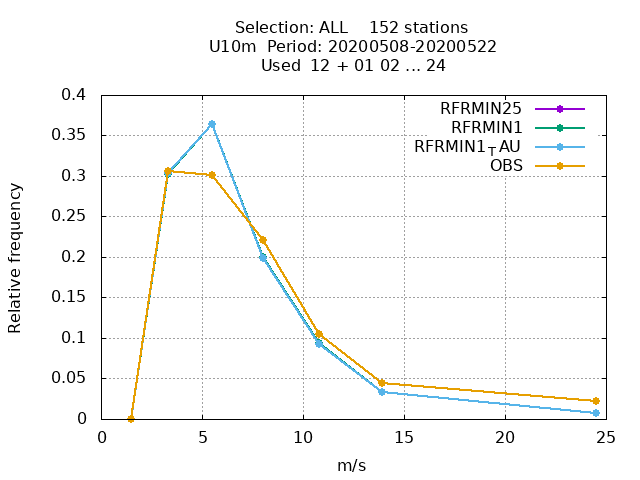 Selection: ALL 152 stations
U10m Period: 20200508-20200522
Used 12 + 01 02 ... 24
RFRMIN25
RFRMIN1
RFRMIN1TAU
OBS
0.4
0.35
0.3
0.25
0.2
0.15
0.1
0.05
0
Relative frequency
0 5 10 15 20 25
m/s